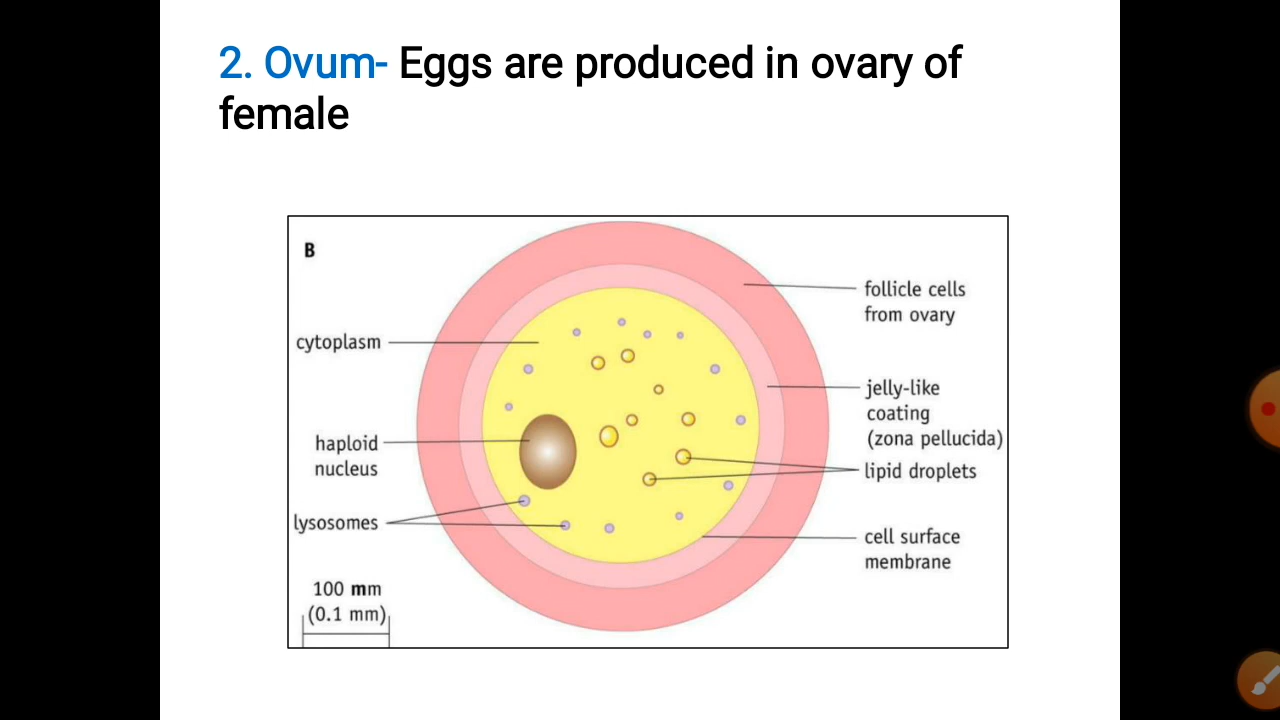 2. Ovum- Eggs are produced in ovary of
female
B
follicle cells
from ovary
cytoplasm
jelly-like
coating
(zona pellucida)
haploid
nucleus
lipid droplets
lysosomes
cell surface
membrane
100 mm
(0.1 mm)